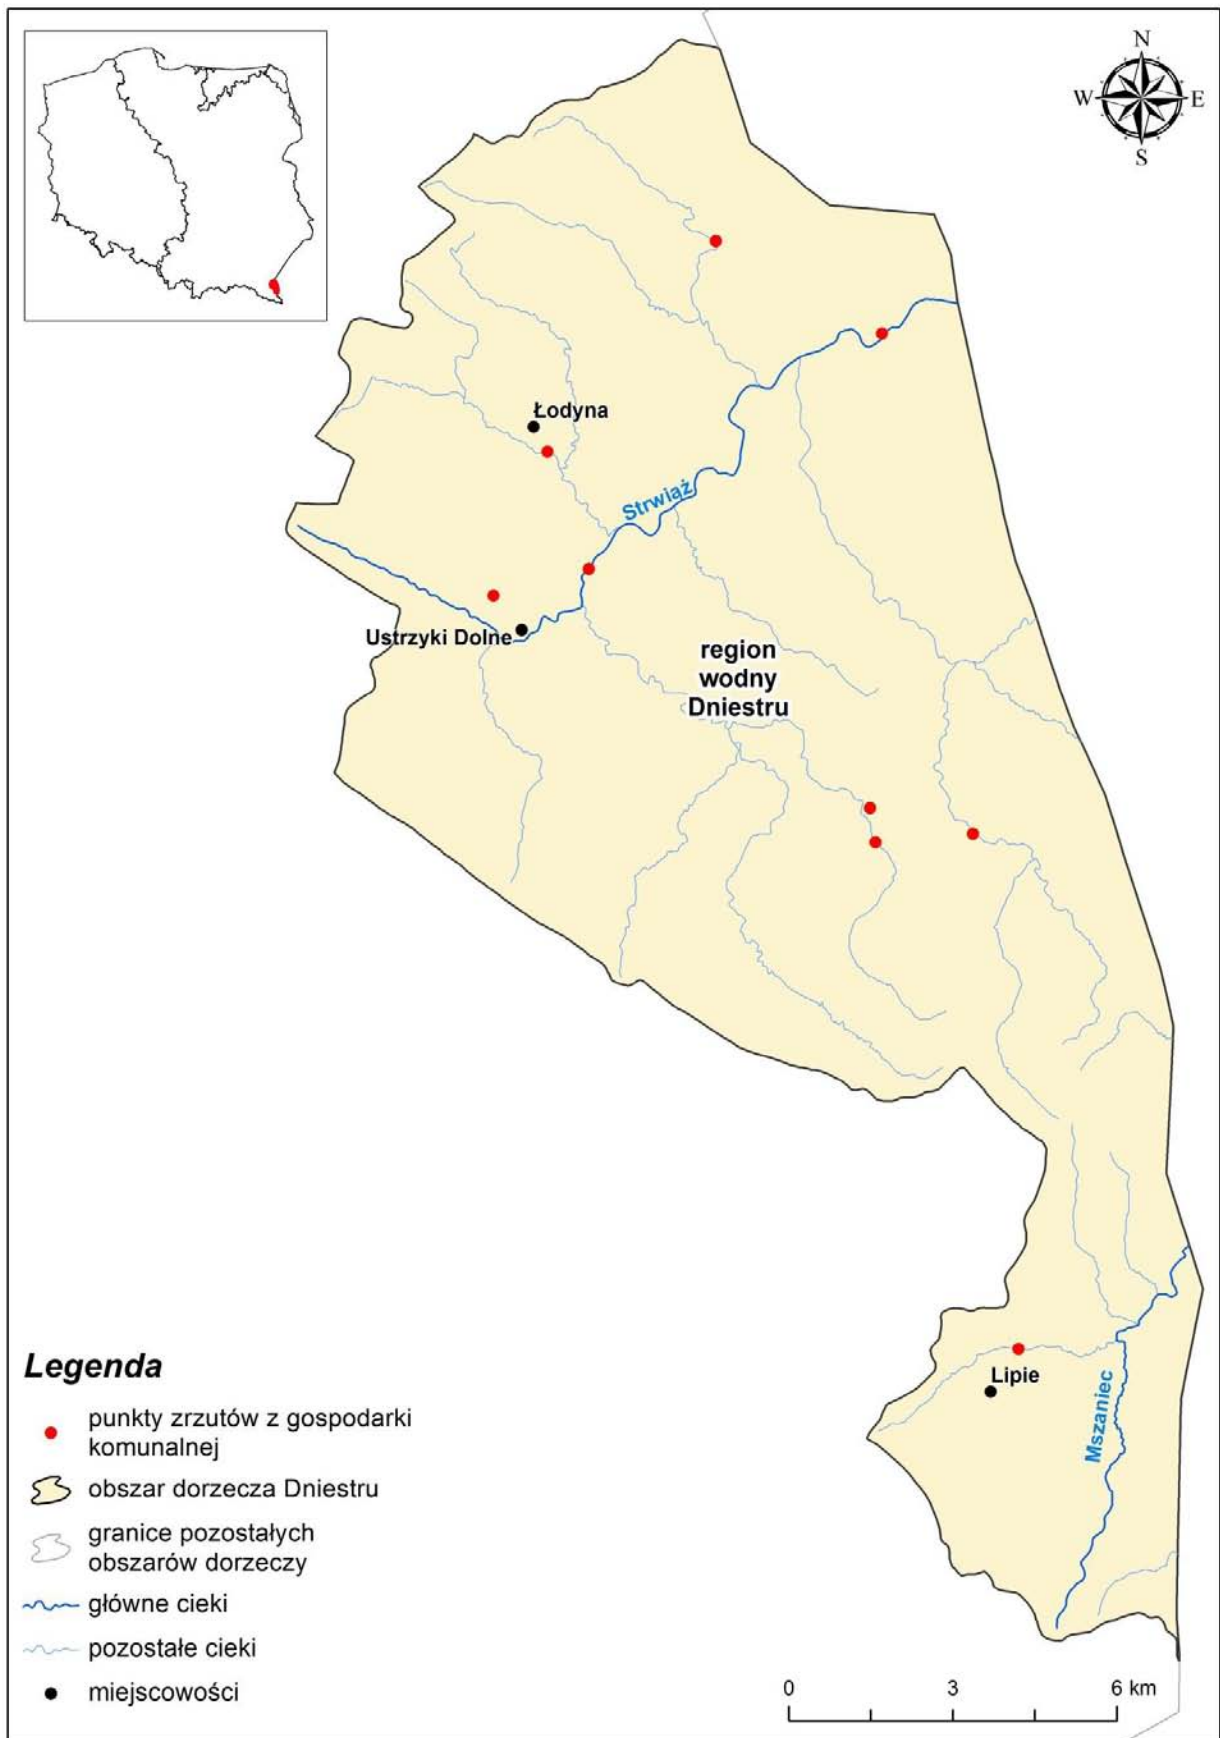 N
W E
S
Łodyna
Strwiąż
Ustrzyki Dolne
region
wodny
Dniestru
Lipie
Mszaniec
Legenda
punkty zrzutów z gospodarki
komunalnej
obszar dorzecza Dniestru
granice pozostałych
obszarów dorzeczy
główne cieki
pozostałe cieki
miejscowości
0 3 6 km